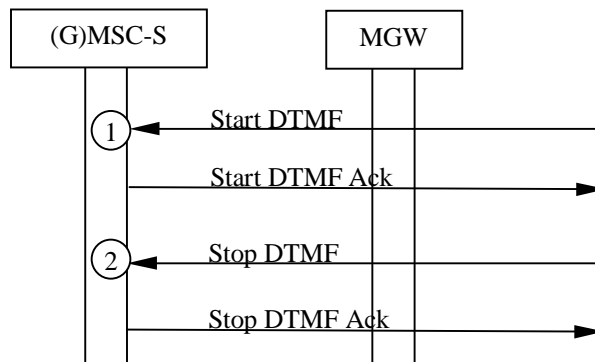 (G)MSC-S
MGW
1
Start DTMF
Start DTMF Ack
2
Stop DTMF
Stop DTMF Ack